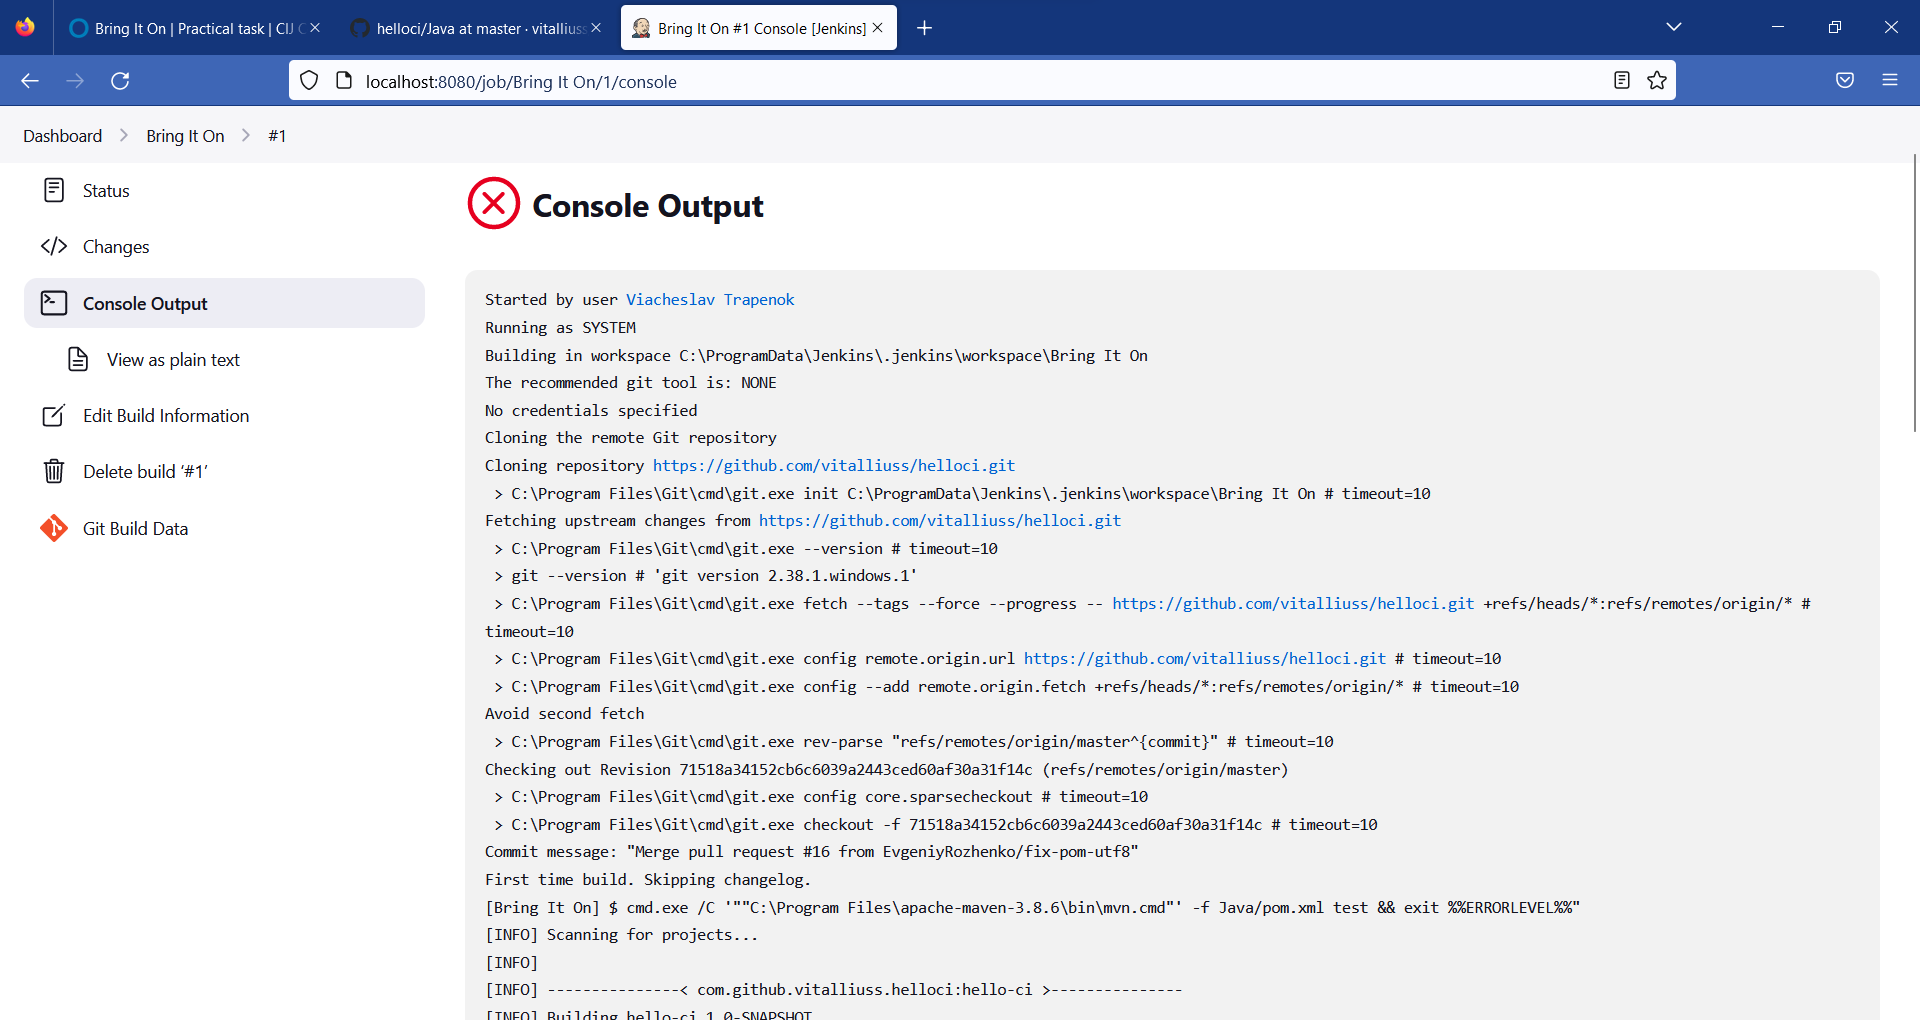 Bring It On | Practical task | CIJ C
helloci/Java at master · vitalliuss
Bring It On #1 Console [Jenkins]
localhost:8080/job/Bring It On/1/console
Dashboard > Bring It On > #1
Status
Changes
Console Output
View as plain text
Edit Build Information
Delete build ‘#1’
Git Build Data
Console Output
Started by user Viacheslav Trapenok
Running as SYSTEM
Building in workspace C:\ProgramData\Jenkins\.jenkins\workspace\Bring It On
The recommended git tool is: NONE
No credentials specified
Cloning the remote Git repository
Cloning repository https://github.com/vitalliuss/helloci.git
 > C:\Program Files\Git\cmd\git.exe init C:\ProgramData\Jenkins\.jenkins\workspace\Bring It On # timeout=10
Fetching upstream changes from https://github.com/vitalliuss/helloci.git
 > C:\Program Files\Git\cmd\git.exe --version # timeout=10
 > git --version # 'git version 2.38.1.windows.1'
 > C:\Program Files\Git\cmd\git.exe fetch --tags --force --progress -- https://github.com/vitalliuss/helloci.git +refs/heads/*:refs/remotes/origin/* #
timeout=10
 > C:\Program Files\Git\cmd\git.exe config remote.origin.url https://github.com/vitalliuss/helloci.git # timeout=10
 > C:\Program Files\Git\cmd\git.exe config --add remote.origin.fetch +refs/heads/*:refs/remotes/origin/* # timeout=10
Avoid second fetch
 > C:\Program Files\Git\cmd\git.exe rev-parse "refs/remotes/origin/master^{commit}" # timeout=10
Checking out Revision 71518a34152cb6c6039a2443ced60af30a31f14c (refs/remotes/origin/master)
 > C:\Program Files\Git\cmd\git.exe config core.sparsecheckout # timeout=10
 > C:\Program Files\Git\cmd\git.exe checkout -f 71518a34152cb6c6039a2443ced60af30a31f14c # timeout=10
Commit message: "Merge pull request #16 from EvgeniyRozhenko/fix-pom-utf8"
First time build. Skipping changelog.
[Bring It On] $ cmd.exe /C '""C:\Program Files\apache-maven-3.8.6\bin\mvn.cmd"' -f Java/pom.xml test && exit %%ERRORLEVEL%%"
[INFO] Scanning for projects...
[INFO]
[INFO] ---------------< com.github.vitalliuss.helloci:hello-ci >---------------
[INFO] Building hello-ci 1.0-SNAPSHOT